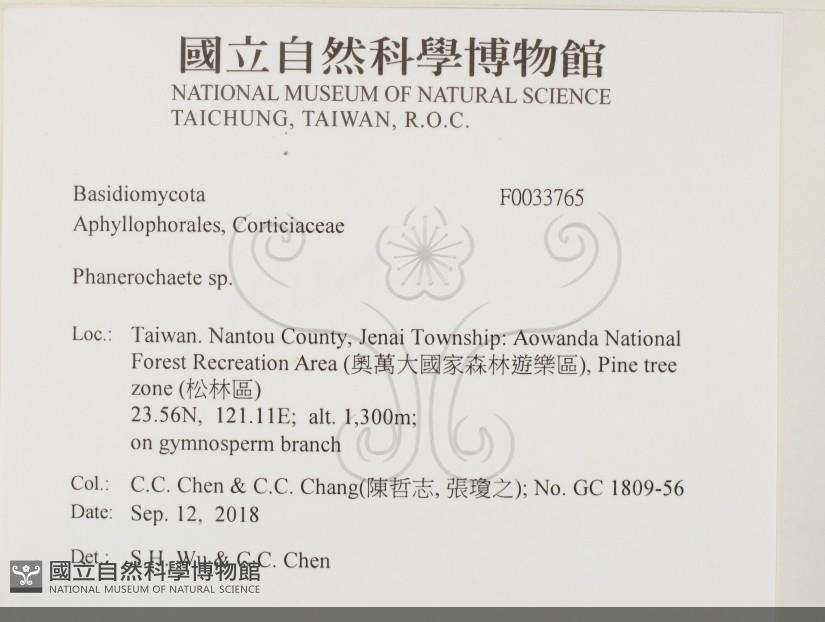 國立自然科學博物館
NATIONAL MUSEUM OF NATURAL SCIENCE
TAICHUNG, TAIWAN, R.O.C.
Basidiomycota F0033765
Aphyllophorales, Corticiaceae
Phanerochaete sp.
Loc.: Taiwan. Nantou County, Jenai Township: Aowanda National
Forest Recreation Area (奧萬大國家森林遊樂區), Pine tree
zone (松林區)
23.56N, 121.11E; alt. 1,300m;
on gymnosperm branch
Col.: C.C. Chen & C.C. Chang(陳哲志, 張瓊之); No. GC 1809-56
Date: Sep. 12, 2018
Det.: S.H. Wu & C.C. Chen
國立自然科學博物館
NATIONAL MUSEUM OF NATURAL SCIENCE